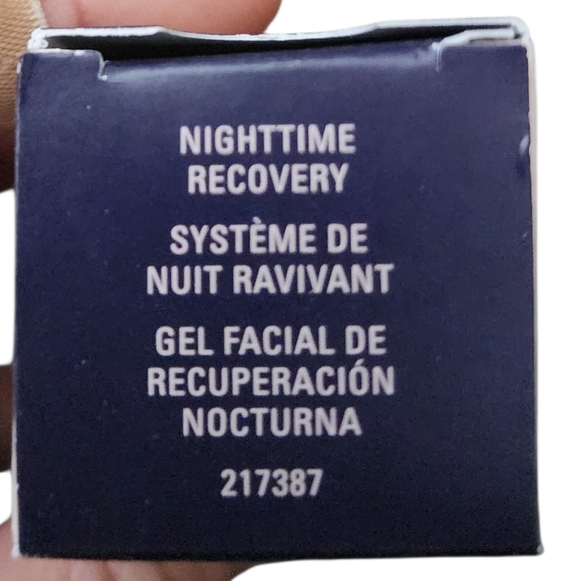 NIGHTTIME
RECOVERY
SYSTÈME DE
NUIT RAVIVANT
GEL FACIAL DE
RECUPERACIÓN
NOCTURNA
217387